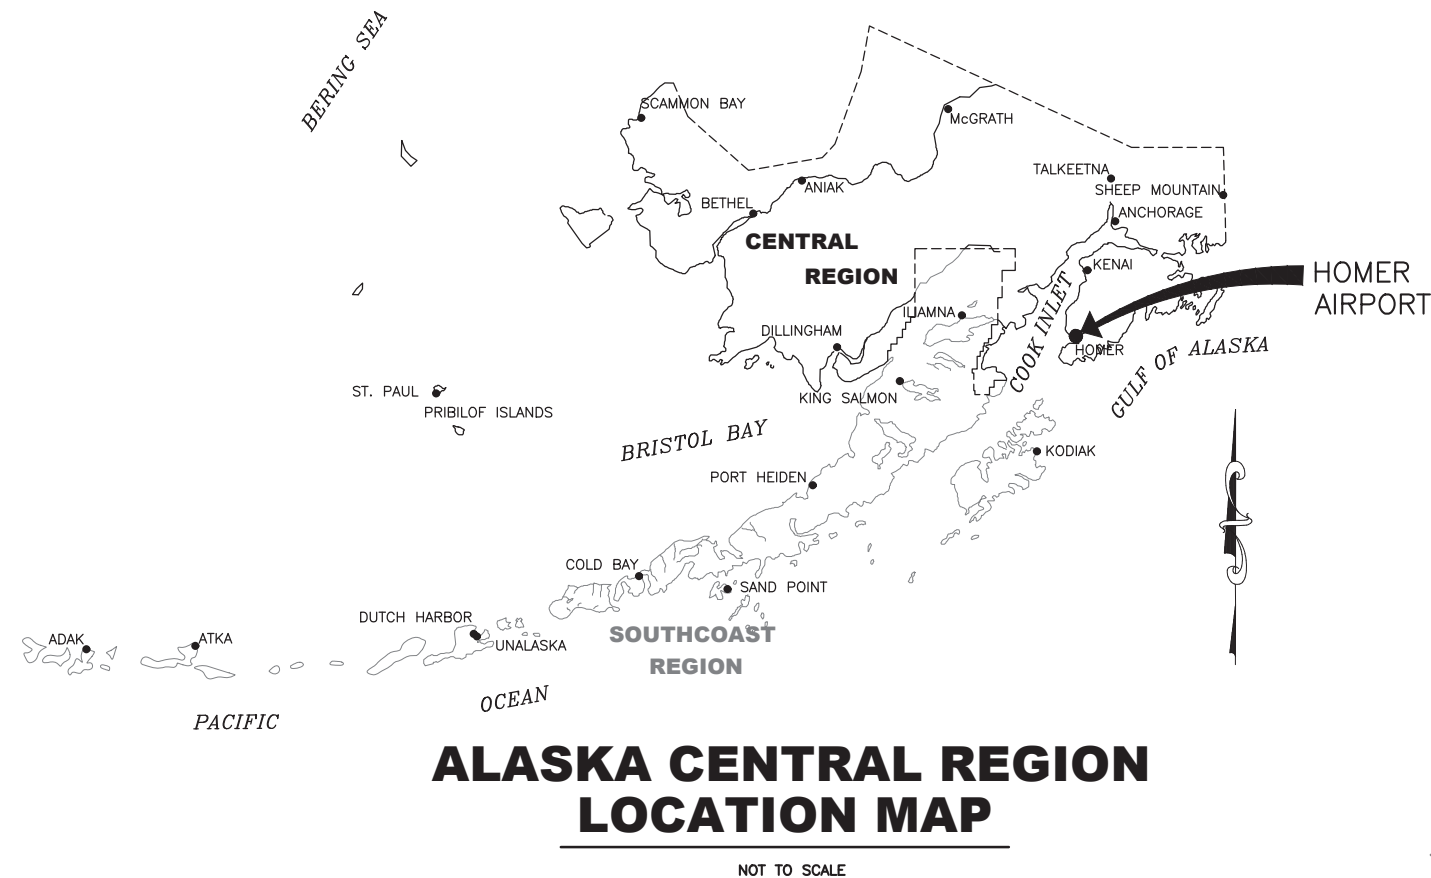 BERING SEA
SCAMMON BAY
McGRATH
TALKEETNA
SHEEP MOUNTAIN
ANIAK
BETHEL
ANCHORAGE
CENTRAL
REGION
KENAI
HOMER
AIRPORT
ILIAMNA
COOK INLET
DILLINGHAM
HOMER
GULF OF ALASKA
ST. PAUL
KING SALMON
PRIBILOF ISLANDS
BRISTOL BAY
KODIAK
PORT HEIDEN
COLD BAY
SAND POINT
DUTCH HARBOR
SOUTHCOAST
REGION
ADAK
ATKA
UNALASKA
PACIFIC
OCEAN
ALASKA CENTRAL REGION
LOCATION MAP
NOT TO SCALE